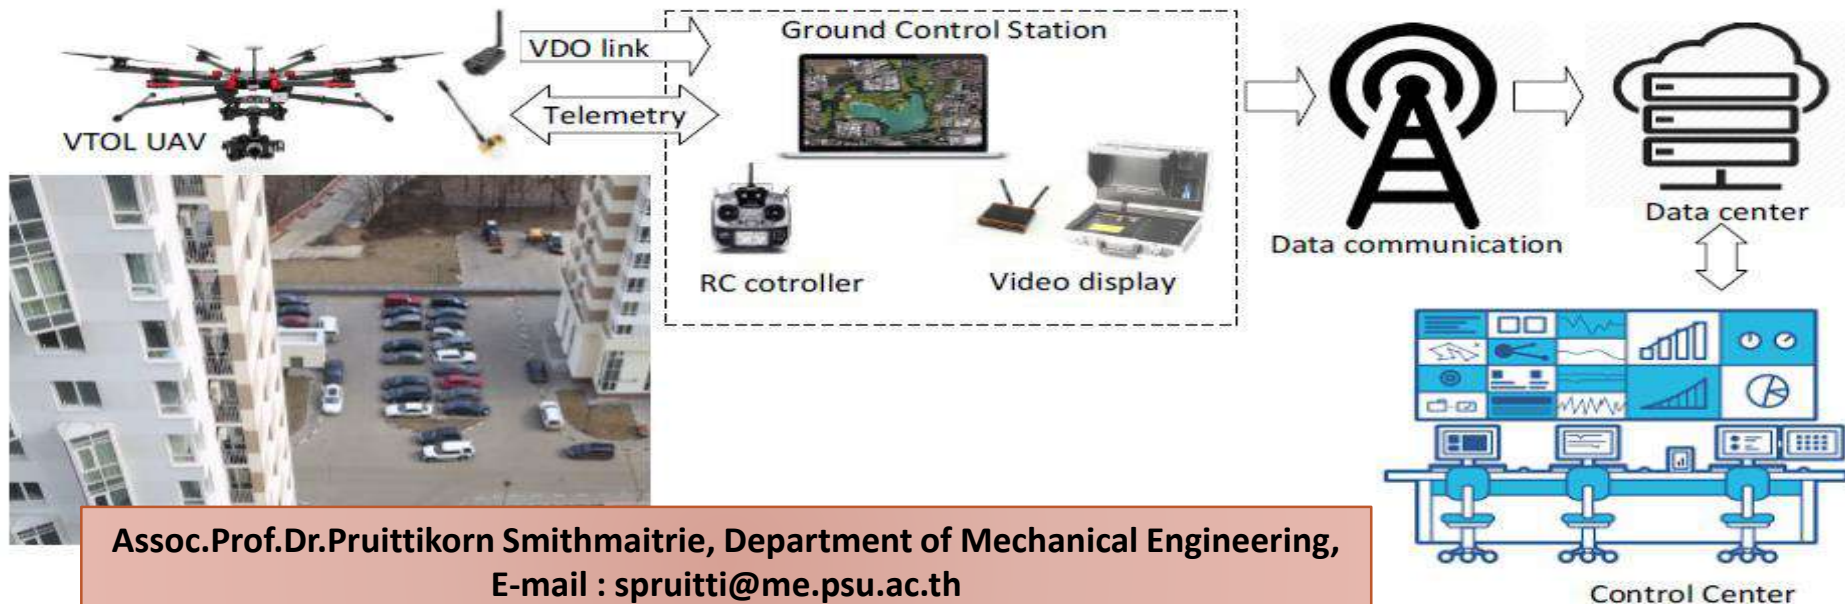 VDO link
Ground Control Station
Telemetry
VTOL UAV
RC cotroller
Video display
Data communication
Data center
Assoc.Prof.Dr.Pruittikorn Smithmaitrie, Department of Mechanical Engineering,
E-mail : spruitti@me.psu.ac.th
Control Center